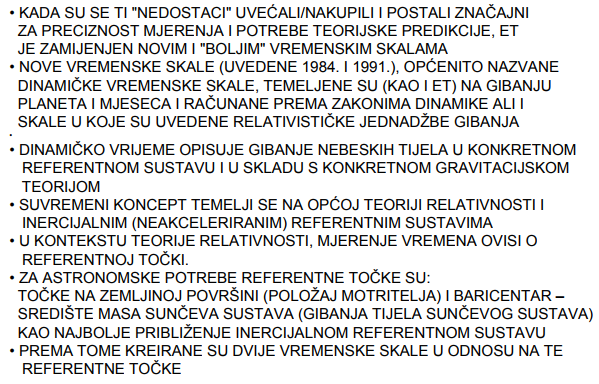 • KADA SU SE TI "NEDOSTACI" UVEĆALI/NAKUPILI I POSTALI ZNAČAJNI
ZA PRECIZNOST MJERENJA I POTREBE TEORIJSKE PREDIKCIJE, ET
JE ZAMIJENJEN NOVIM I "BOLJIM" VREMENSKIM SKALAMA
• NOVE VREMENSKE SKALE (UVEDENE 1984. I 1991.), OPĆENITO NAZVANE
DINAMIČKE VREMENSKE SKALE, TEMELJENE SU (KAO I ET) NA GIBANJU
PLANETA I MJESECA I RAČUNANE PREMA ZAKONIMA DINAMIKE ALI I
SKALE U KOJE SU UVEDENE RELATIVISTIČKE JEDNADŽBE GIBANJA
•
• DINAMIČKO VRIJEME OPISUJE GIBANJE NEBESKIH TIJELA U KONKRETNOM
REFERENTNOM SUSTAVU I U SKLADU S KONKRETNOM GRAVITACIJSKOM
TEORIJOM
• SUVREMENI KONCEPT TEMELJI SE NA OPĆOJ TEORIJI RELATIVNOSTI I
INERCIJALNIM (NEAKCELERIRANIM) REFERENTNIM SUSTAVIMA
• U KONTEKSTU TEORIJE RELATIVNOSTI, MJERENJE VREMENA OVISI O
REFERENTNOJ TOČKI.
• ZA ASTRONOMSKE POTREBE REFERENTNE TOČKE SU:
TOČKE NA ZEMLJINOJ POVRŠINI (POLOŽAJ MOTRITELJA) I BARICENTAR –
SREDIŠTE MASA SUNČEVA SUSTAVA (GIBANJA TIJELA SUNČEVOG SUSTAVA)
KAO NAJBOLJE PRIBLIŽENJE INERCIJALNOM REFERENTNOM SUSTAVU
• PREMA TOME KREIRANE SU DVIJE VREMENSKE SKALE U ODNOSU NA TE
REFERENTNE TOČKE